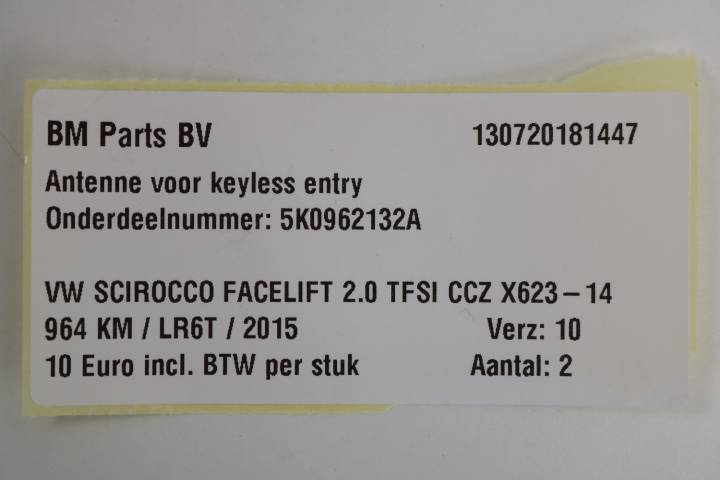 BM Parts BV 130720181447
Antenne voor keyless entry
Onderdeelnummer: 5K0962132A
VW SCIROCCO FACELIFT 2.0 TFSI CCZ X623-14
964 KM / LR6T / 2015 Verz: 10
10 Euro incl. BTW per stuk Aantal: 2